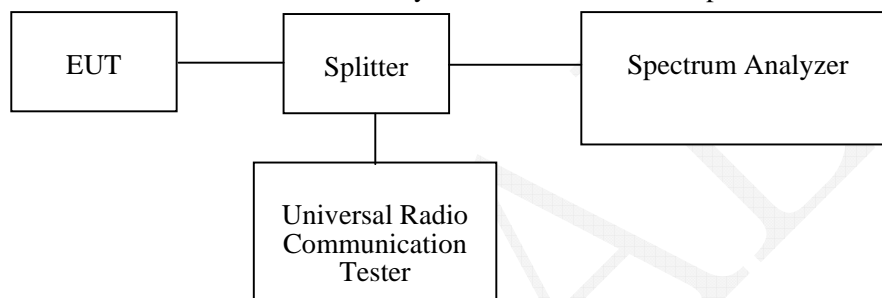 EUT
Splitter
Spectrum Analyzer
Universal Radio
Communication
Tester